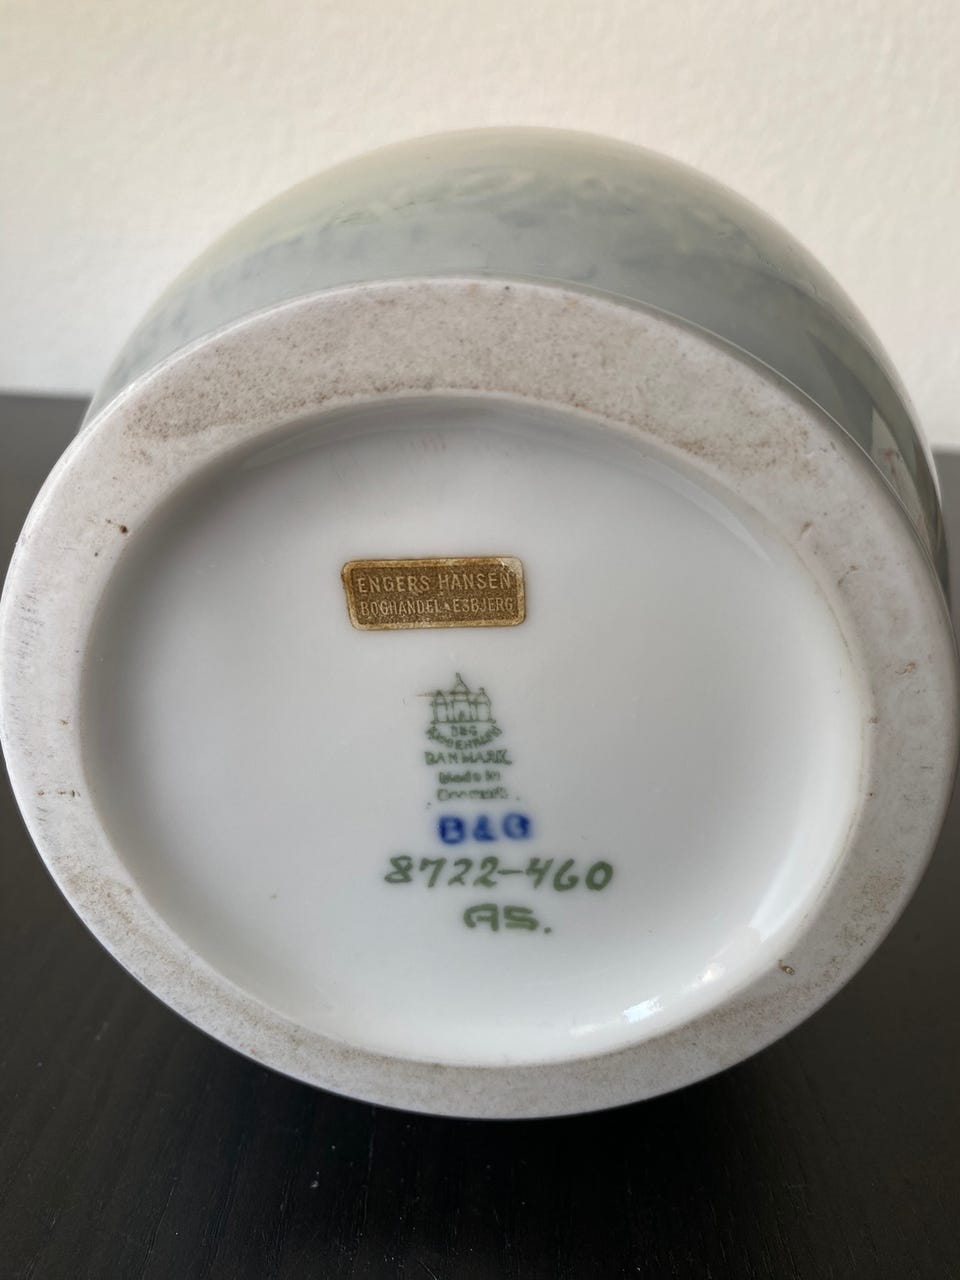 ENGERS HANSEN
BOGHANDEL, ESBJERG
B&G
KJØBENHAVN
DANMARK
Made in
Denmark
B&G
8722-460
AS.